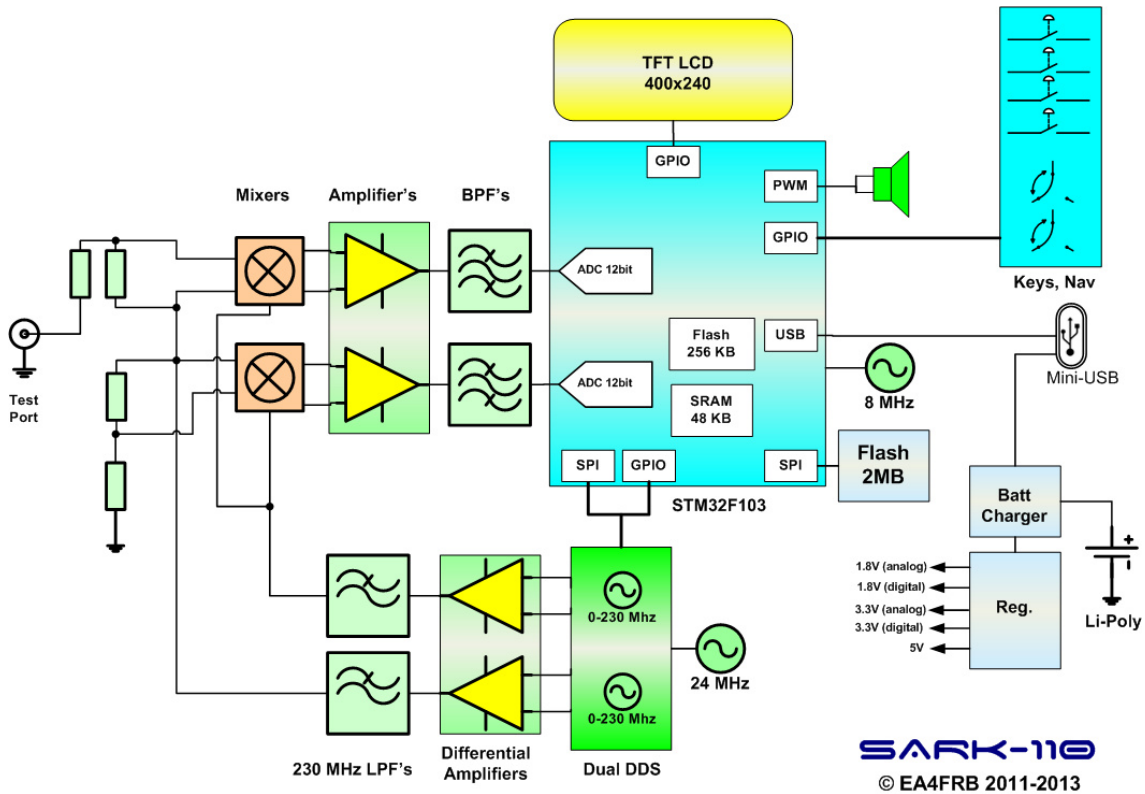 TFT LCD
400x240
GPIO
PWM
GPIO
Keys, Nav
Mixers
Amplifier's
BPF's
ADC 12bit
ADC 12bit
Flash
256 KB
SRAM
48 KB
USB
8 MHz
Mini-USB
Test
Port
SPI
GPIO
SPI
Flash
2MB
STM32F103
Batt
Charger
Li-Poly
1.8V (analog)
1.8V (digital)
3.3V (analog)
3.3V (digital)
5V
Reg.
0-230 Mhz
0-230 Mhz
24 MHz
230 MHz LPF's
Differential
Amplifiers
Dual DDS
SARK-110
© EA4FRB 2011-2013